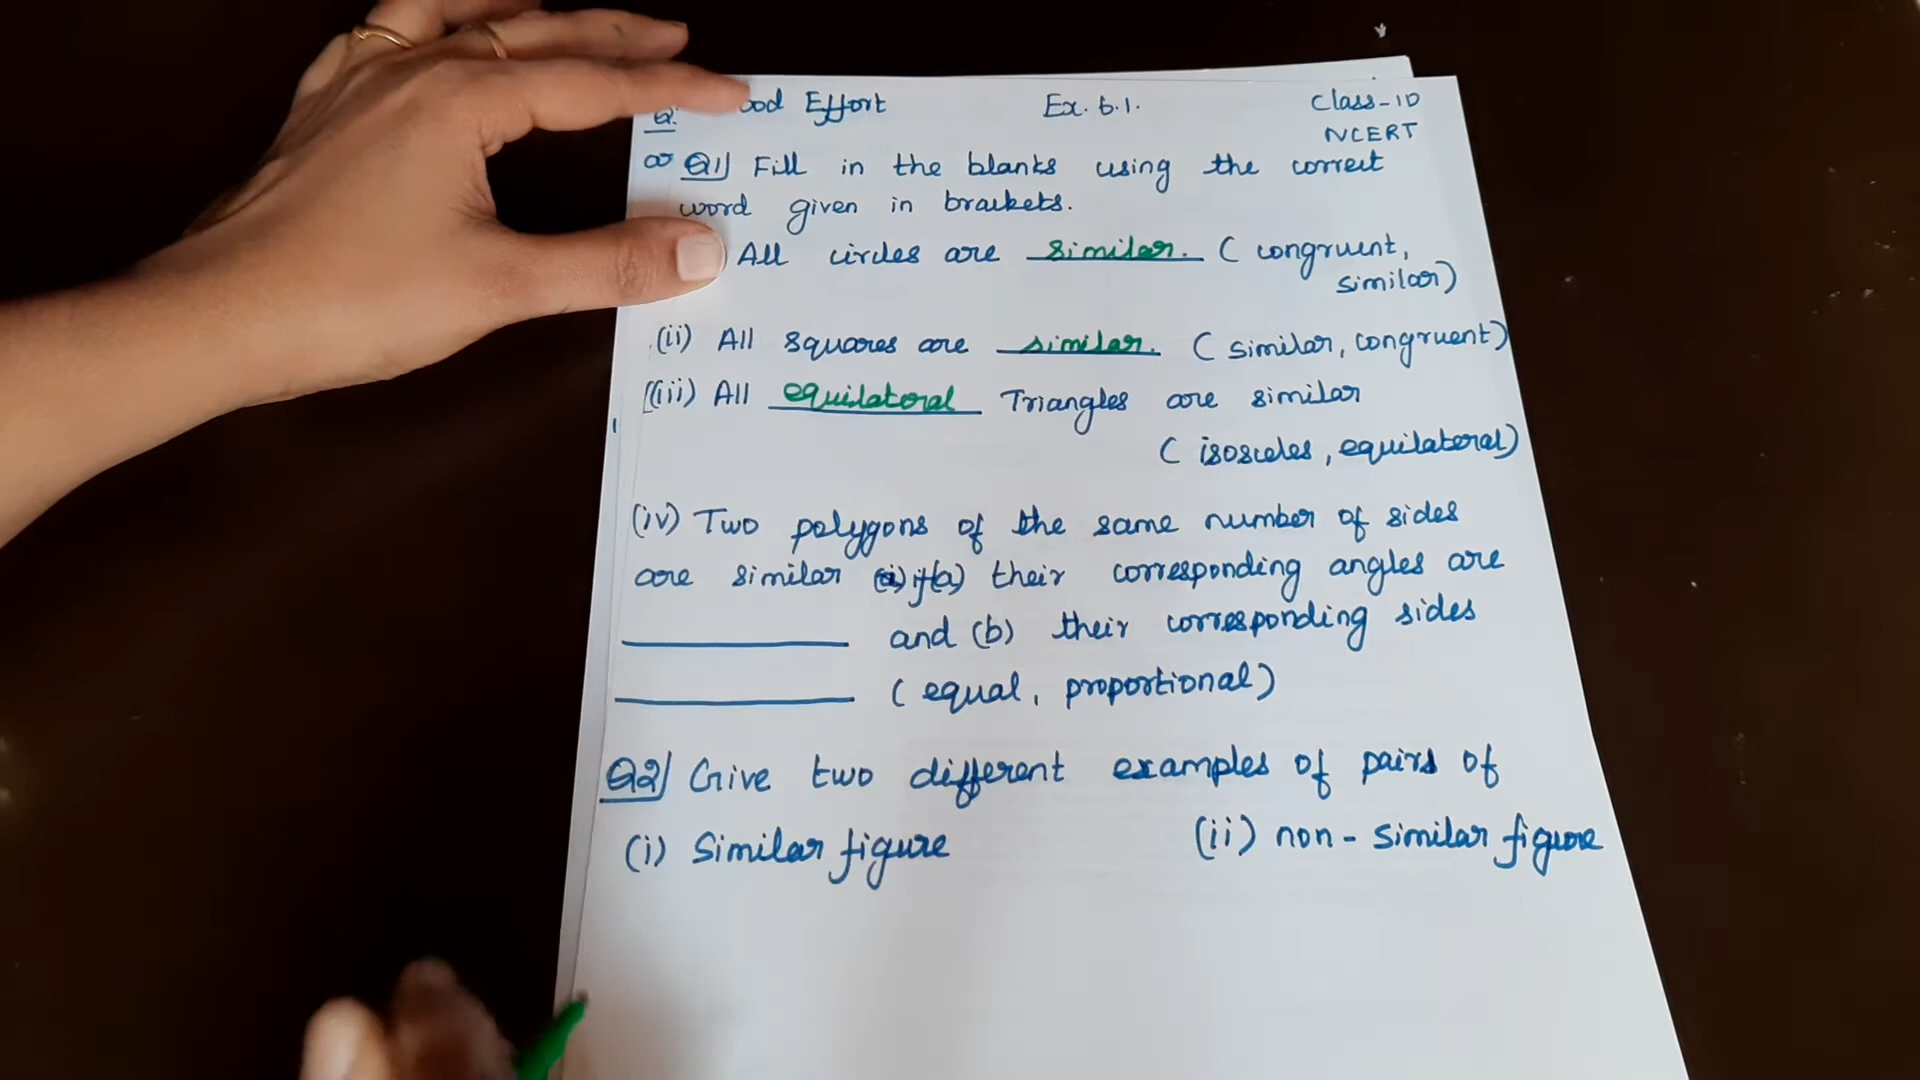 Effort Ex. 6.1. Class-10
NCERT
Q1) Fill in the blanks using the correct
word given in brackets.
All circles are similar. (congruent,
similar)
(ii) All squares are similar. (similar, congruent)
(iii) All equilateral Triangles are similar
(isosceles, equilateral)
(iv) Two polygons of the same number of sides
are similar if (a) their corresponding angles are
and (b) their corresponding sides
(equal, proportional)
Q2) Give two different examples of pairs of
(i) Similar figure (ii) non-similar figure